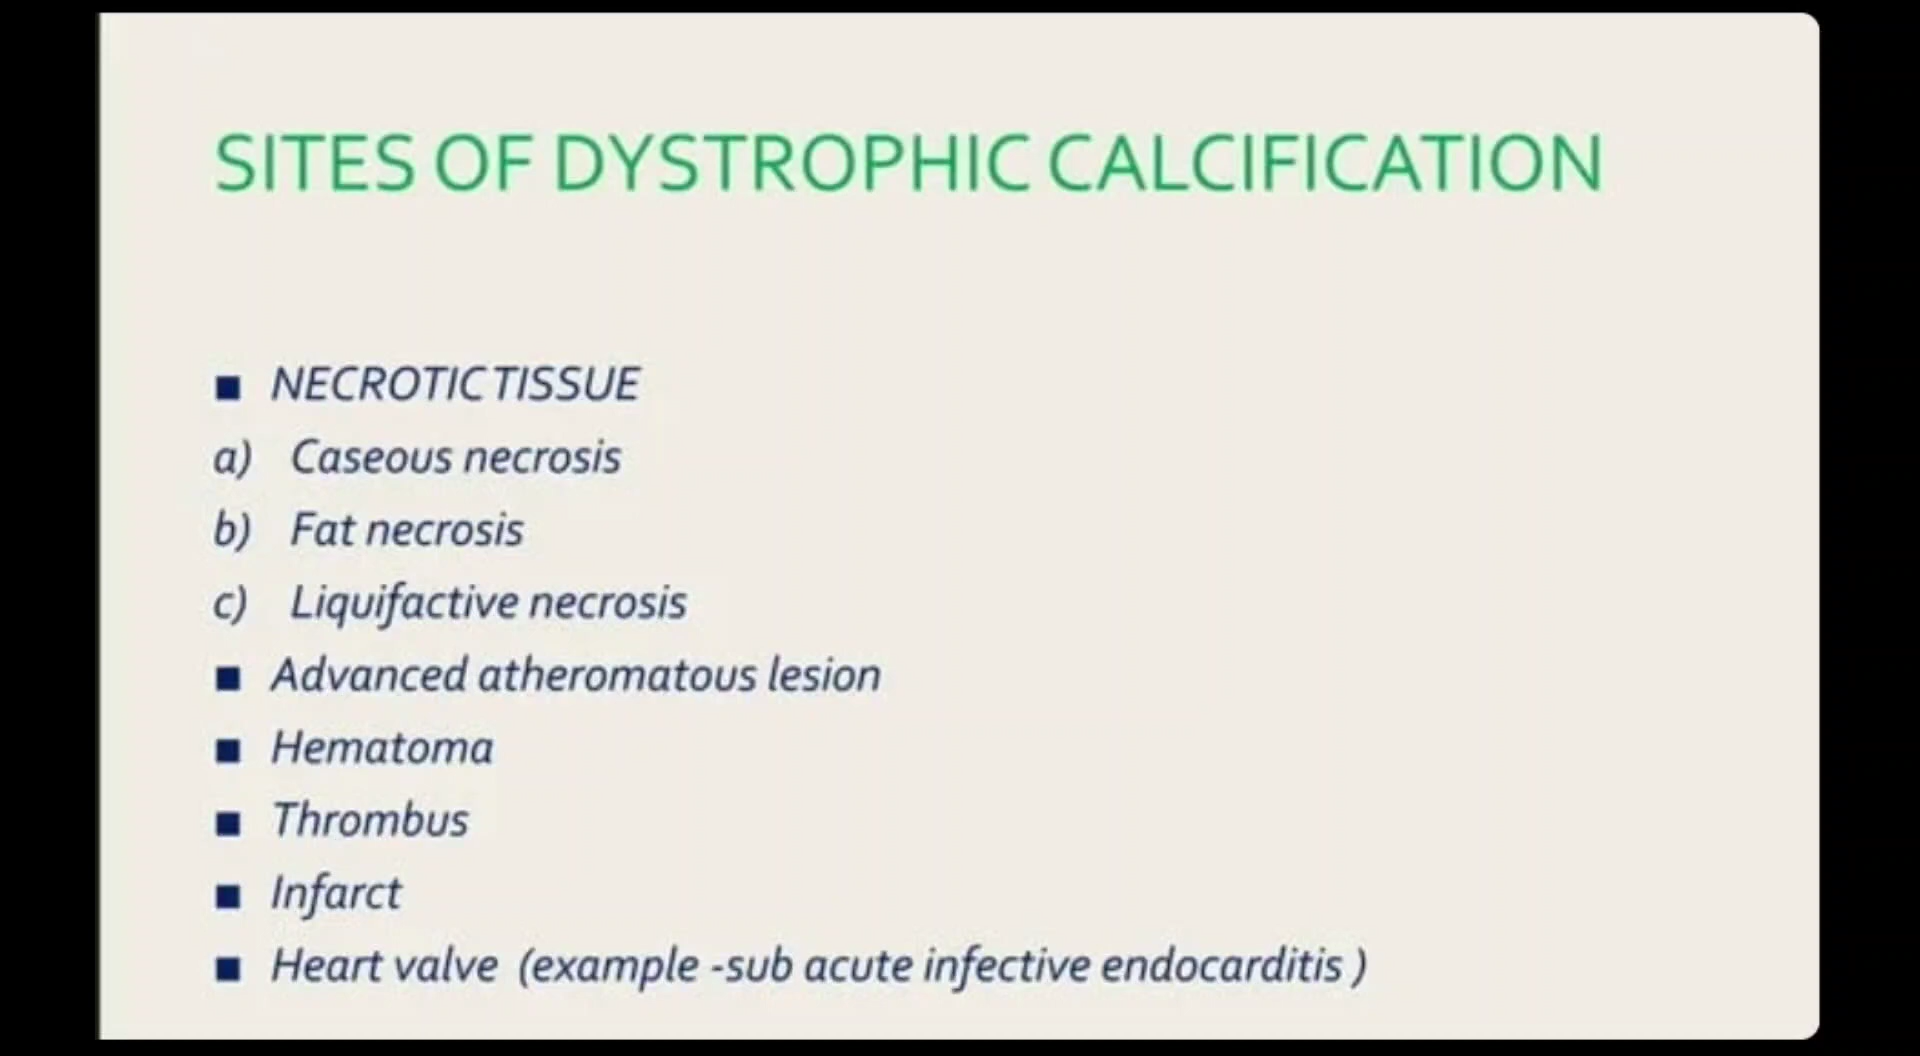 SITES OF DYSTROPHIC CALCIFICATION
■ NECROTIC TISSUE
a) Caseous necrosis
b) Fat necrosis
c) Liquifactive necrosis
■ Advanced atheromatous lesion
■ Hematoma
■ Thrombus
■ Infarct
■ Heart valve (example -sub acute infective endocarditis )